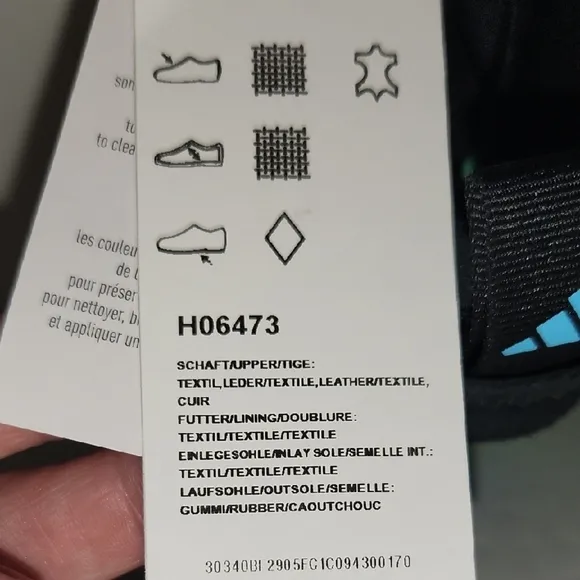 to clea
les couleu
pour préser
pour nettoyer,
et appliquer un
H06473
SCHAFT/UPPER/TIGE:
TEXTIL,LEDER/TEXTILE,LEATHER/TEXTILE,
CUIR
FUTTER/LINING/DOUBLURE:
TEXTIL/TEXTILE/TEXTILE
EINLEGESOHLE/INLAY SOLE/SEMELLE INT.:
TEXTIL/TEXTILE/TEXTILE
LAUFSOHLE/OUTSOLE/SEMELLE:
GUMMI/RUBBER/CAOUTCHOUC